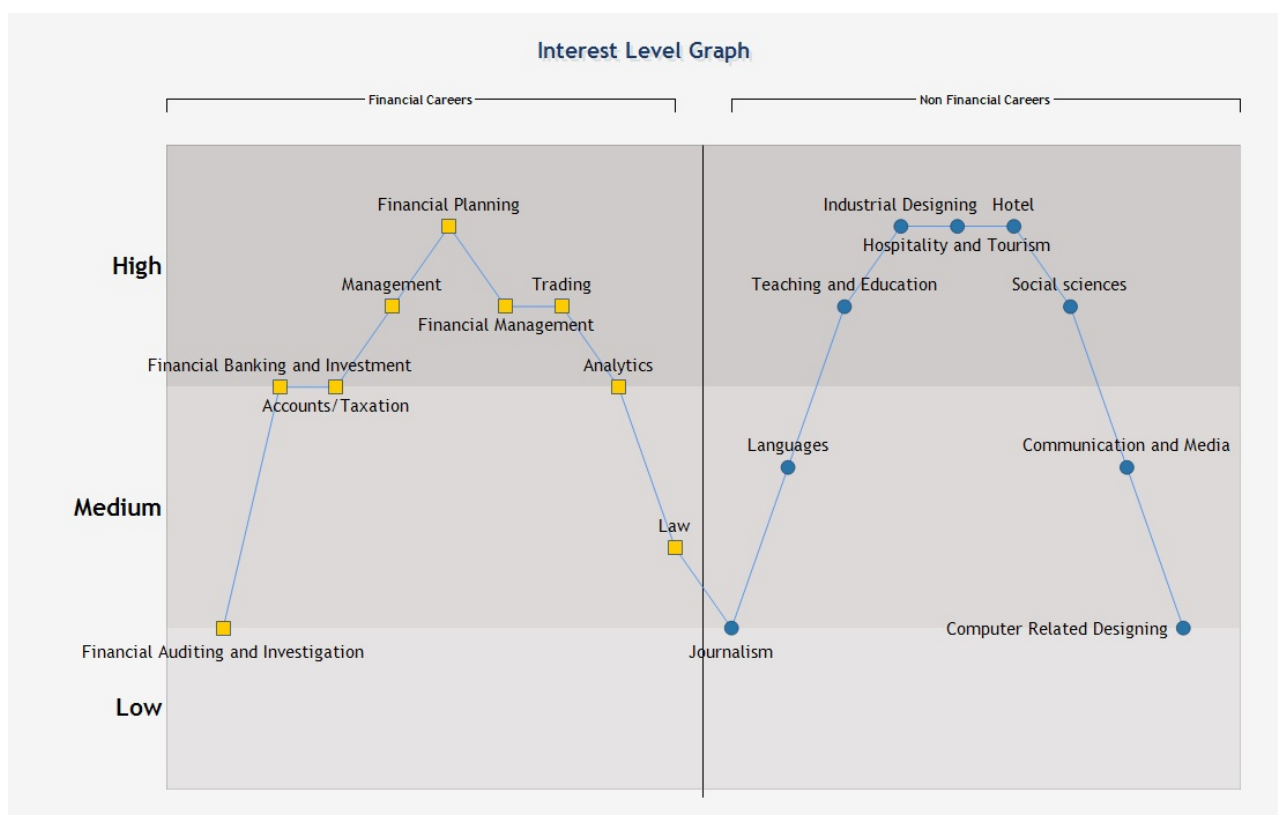 Interest Level Graph
Financial Careers
Non Financial Careers
Financial Planning
Industrial Designing
Hotel
Hospitality and Tourism
High
Management
Trading
Teaching and Education
Social sciences
Financial Management
Financial Banking and Investment
Analytics
Accounts/Taxation
Languages
Communication and Media
Medium
Law
Computer Related Designing
Financial Auditing and Investigation
Journalism
Low